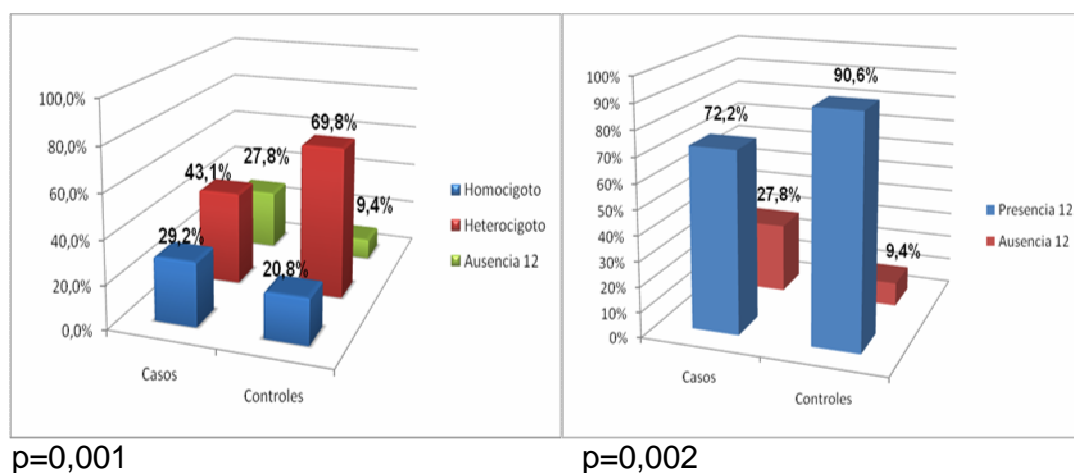 100,0%
80,0%
60,0%
40,0%
20,0%
0,0%
29,2%
43,1%
27,8%
20,8%
69,8%
9,4%
Casos
Controles
Homocigoto
Heterocigoto
Ausencia 12
p=0,001
100%
90%
80%
70%
60%
50%
40%
30%
20%
10%
0%
72,2%
27,8%
90,6%
9,4%
Casos
Controles
Presencia 12
Ausencia 12
p=0,002